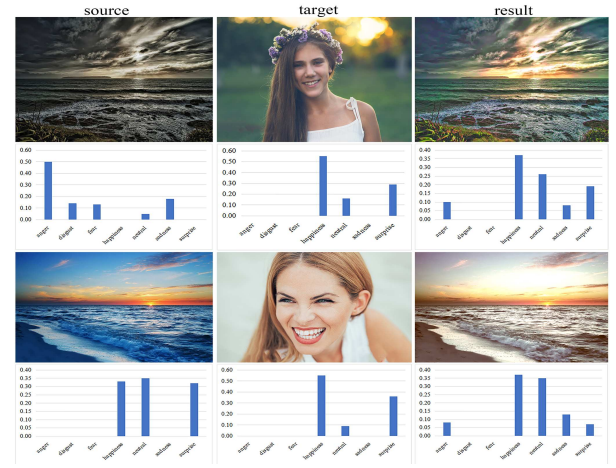 source target result
0.60 0.60 0.40
0.50 0.50 0.35
0.40 0.40 0.30
0.30 0.30 0.25
0.20 0.20 0.20
0.10 0.10 0.15
0.00 0.00 0.10
0.05
0.00
anger disgust fear happiness neutral sadness surprise
anger disgust fear happiness neutral sadness surprise
anger disgust fear happiness neutral sadness surprise
0.40 0.60 0.40
0.35 0.50 0.35
0.30 0.40 0.30
0.25 0.30 0.25
0.20 0.20 0.20
0.15 0.10 0.15
0.10 0.00 0.10
0.05 0.05
0.00 0.00
anger disgust fear happiness neutral sadness surprise
anger disgust fear happiness neutral sadness surprise
anger disgust fear happiness neutral sadness surprise